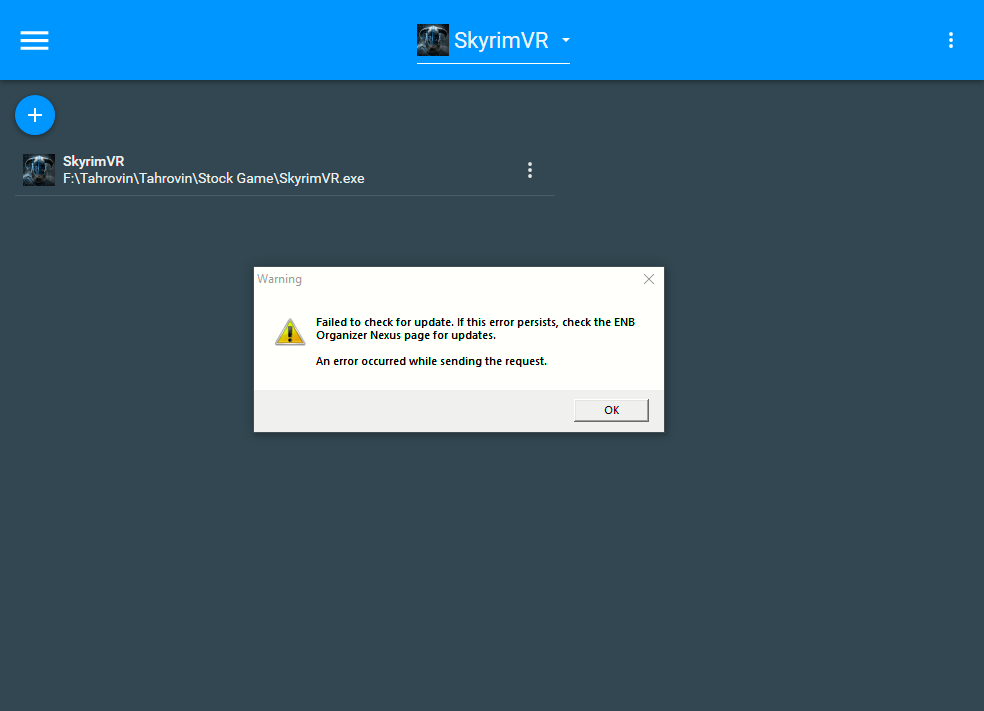 SkyrimVR
SkyrimVR
F:\Tahrovin\Tahrovin\Stock Game\SkyrimVR.exe
Warning
Failed to check for update. If this error persists, check the ENB
Organizer Nexus page for updates.
An error occurred while sending the request.
OK